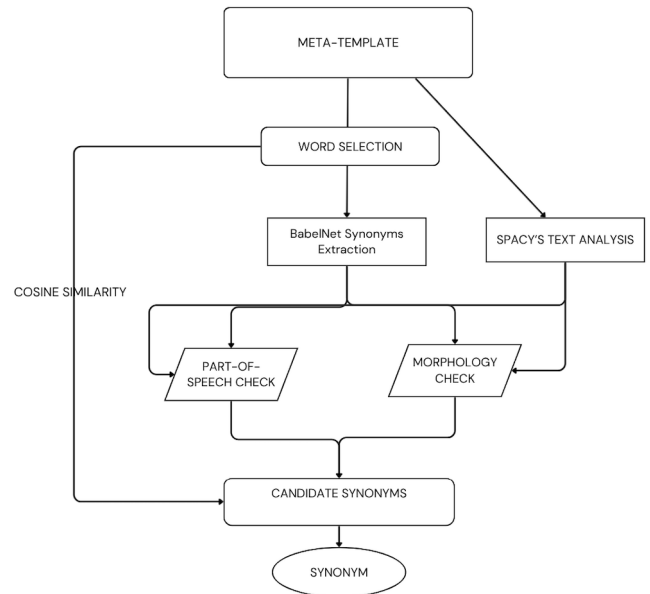 META-TEMPLATE
WORD SELECTION
BabelNet Synonyms
Extraction
SPACY'S TEXT ANALYSIS
COSINE SIMILARITY
PART-OF-
SPEECH CHECK
MORPHOLOGY
CHECK
CANDIDATE SYNONYMS
SYNONYM